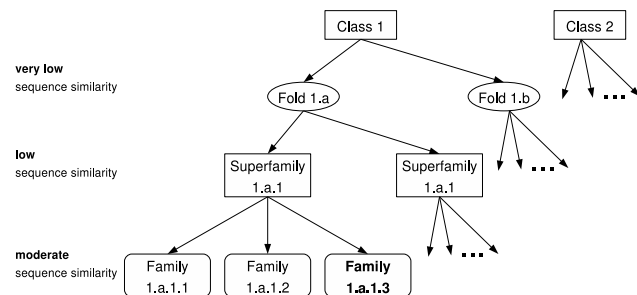 Class 1
Class 2
very low
sequence similarity
Fold 1.a
Fold 1.b
low
sequence similarity
Superfamily
1.a.1
Superfamily
1.a.1
moderate
sequence similarity
Family
1.a.1.1
Family
1.a.1.2
Family
1.a.1.3